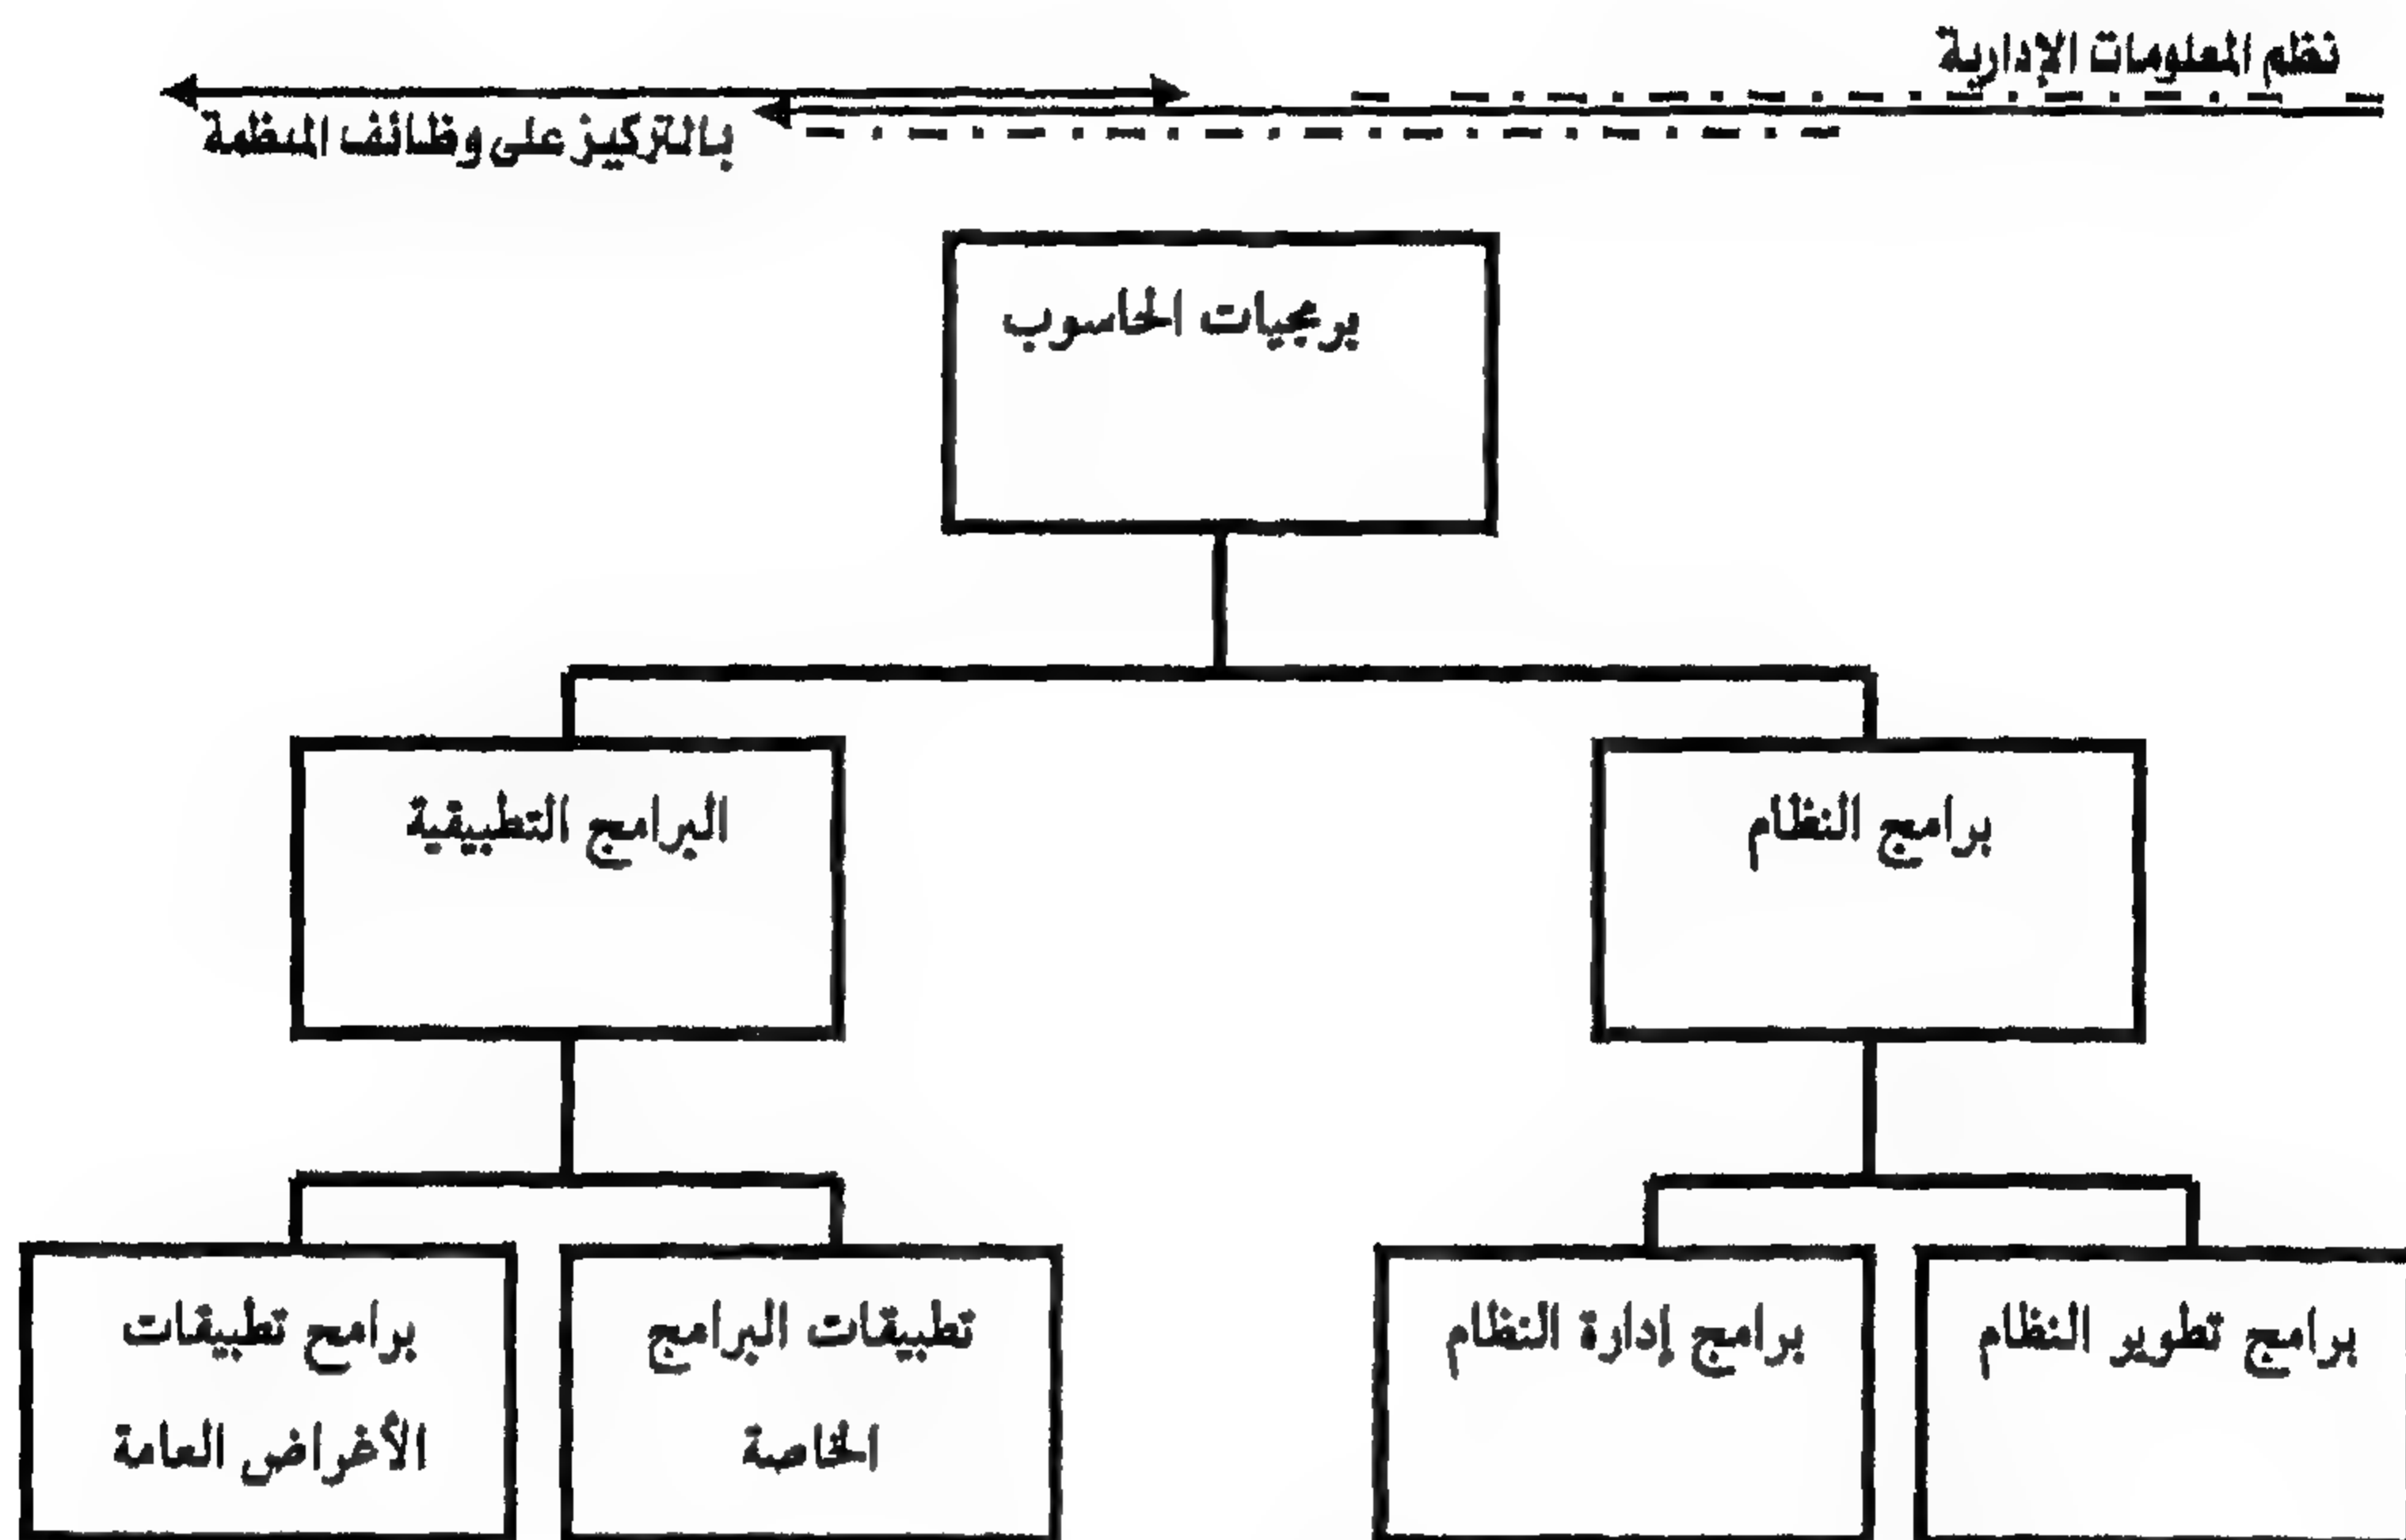 نظم المعلومات الإدارية
بالتركيز على وظائف المنظمة
برمجيات الحاسوب
برامج النظام
البرامج التطبيقية
برامج تطوير النظام
برامج إدارة النظام
تطبيقات البرامج
الخاصة
برامج تطبيقات
الأغراض العامة